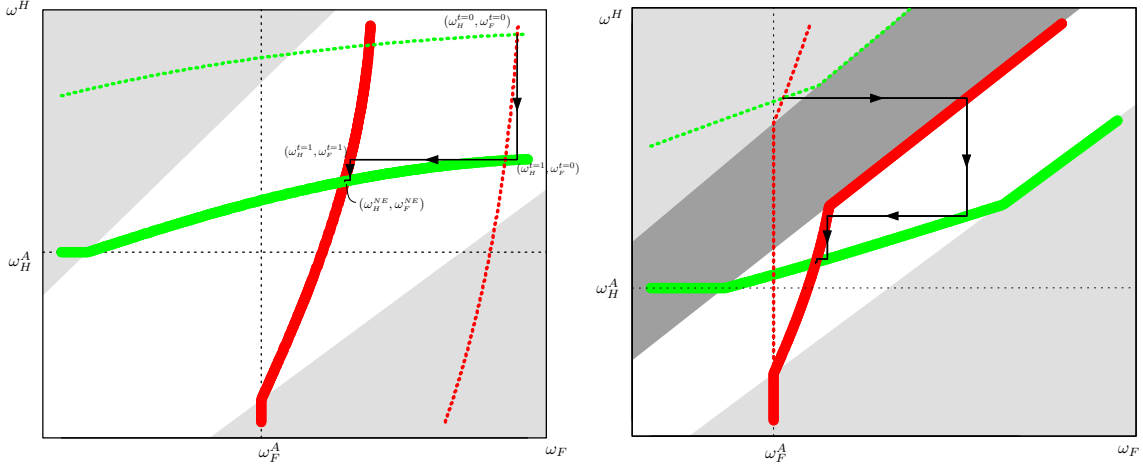 ω^H
(ω_H^{t=0}, ω_F^{t=0})
(ω_H^{t=1}, ω_F^{t=1})
(ω_H^{t=1}, ω_F^{t=0})
(ω_H^{NE}, ω_F^{NE})
ω_H^A
ω_F^A
ω_F
ω^H
ω_H^A
ω_F^A
ω_F